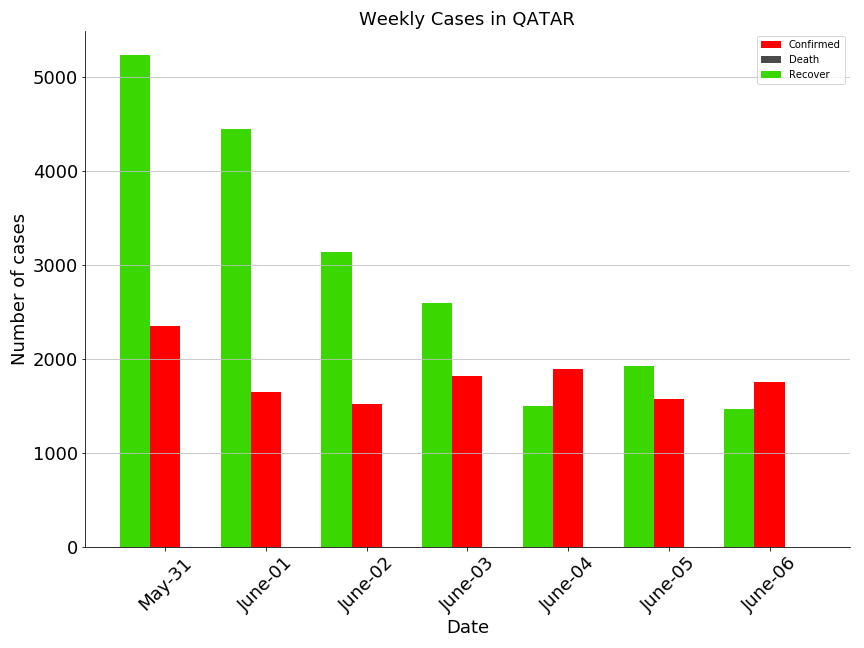 Weekly Cases in QATAR
Confirmed
Death
Recover
Number of cases
5000
4000
3000
2000
1000
0
May-31
June-01
June-02
June-03
June-04
June-05
June-06
Date